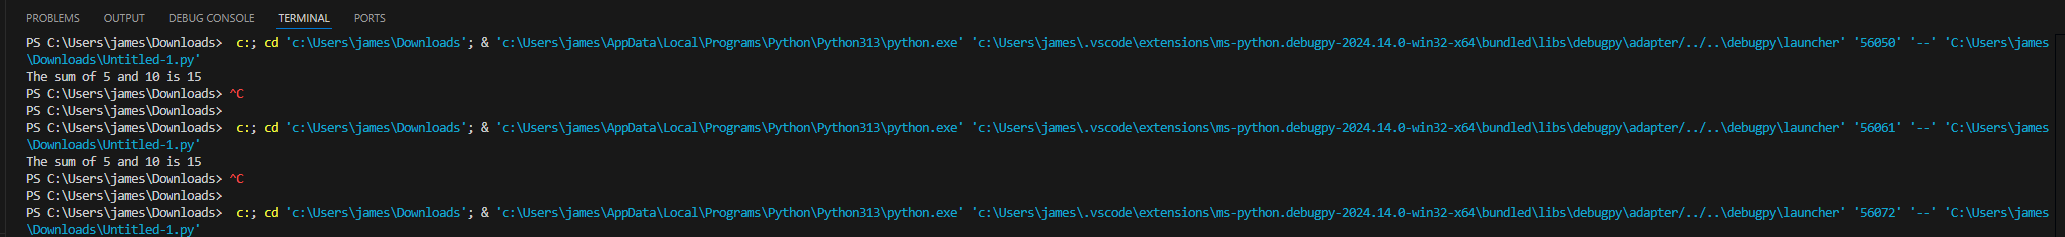 PROBLEMS OUTPUT DEBUG CONSOLE TERMINAL PORTS
PS C:\Users\james\Downloads>  c:; cd 'c:\Users\james\Downloads'; & 'c:\Users\james\AppData\Local\Programs\Python\Python313\python.exe' 'c:\Users\james\.vscode\extensions\ms-python.debugpy-2024.14.0-win32-x64\bundled\libs\debugpy\adapter/../..\debugpy\launcher' '56050' '--' 'C:\Users\james
\Downloads\Untitled-1.py'
The sum of 5 and 10 is 15
PS C:\Users\james\Downloads> ^C
PS C:\Users\james\Downloads>
PS C:\Users\james\Downloads>  c:; cd 'c:\Users\james\Downloads'; & 'c:\Users\james\AppData\Local\Programs\Python\Python313\python.exe' 'c:\Users\james\.vscode\extensions\ms-python.debugpy-2024.14.0-win32-x64\bundled\libs\debugpy\adapter/../..\debugpy\launcher' '56061' '--' 'C:\Users\james
\Downloads\Untitled-1.py'
The sum of 5 and 10 is 15
PS C:\Users\james\Downloads> ^C
PS C:\Users\james\Downloads>
PS C:\Users\james\Downloads>  c:; cd 'c:\Users\james\Downloads'; & 'c:\Users\james\AppData\Local\Programs\Python\Python313\python.exe' 'c:\Users\james\.vscode\extensions\ms-python.debugpy-2024.14.0-win32-x64\bundled\libs\debugpy\adapter/../..\debugpy\launcher' '56072' '--' 'C:\Users\james
\Downloads\Untitled-1.py'